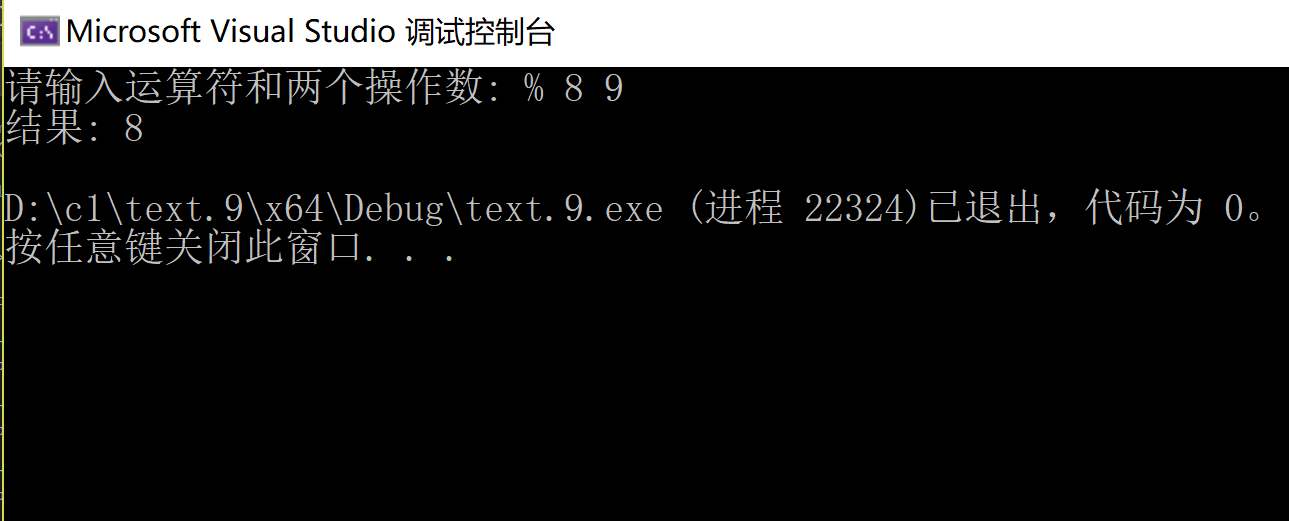 Microsoft Visual Studio 调试控制台
请输入运算符和两个操作数: % 8 9
结果: 8
D:\c1\text.9\x64\Debug\text.9.exe (进程 22324)已退出，代码为 0。
按任意键关闭此窗口. . .